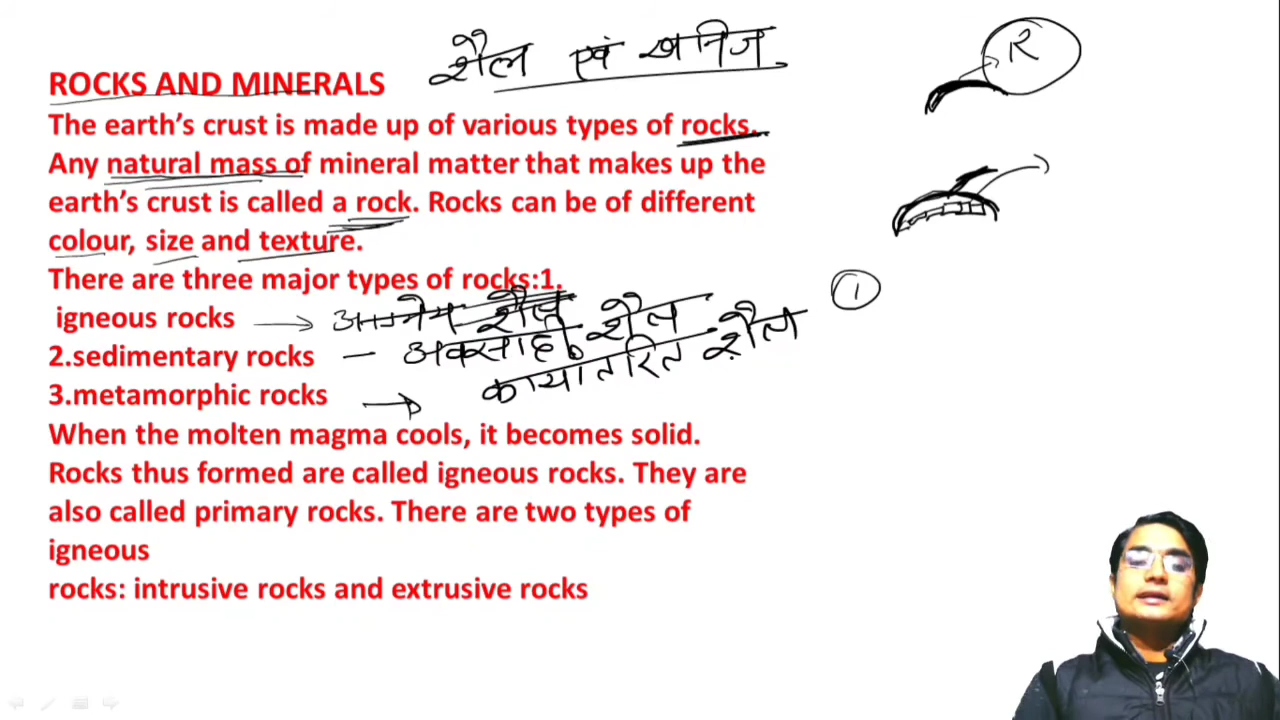 शैल एवं खनिज
R
ROCKS AND MINERALS
The earth's crust is made up of various types of rocks.
Any natural mass of mineral matter that makes up the
earth's crust is called a rock. Rocks can be of different
colour, size and texture.
There are three major types of rocks:1.
1
igneous rocks → आग्नेय शैल
2.sedimentary rocks — अवसादी शैल
3.metamorphic rocks → कायांतरित शैल
When the molten magma cools, it becomes solid.
Rocks thus formed are called igneous rocks. They are
also called primary rocks. There are two types of
igneous
rocks: intrusive rocks and extrusive rocks